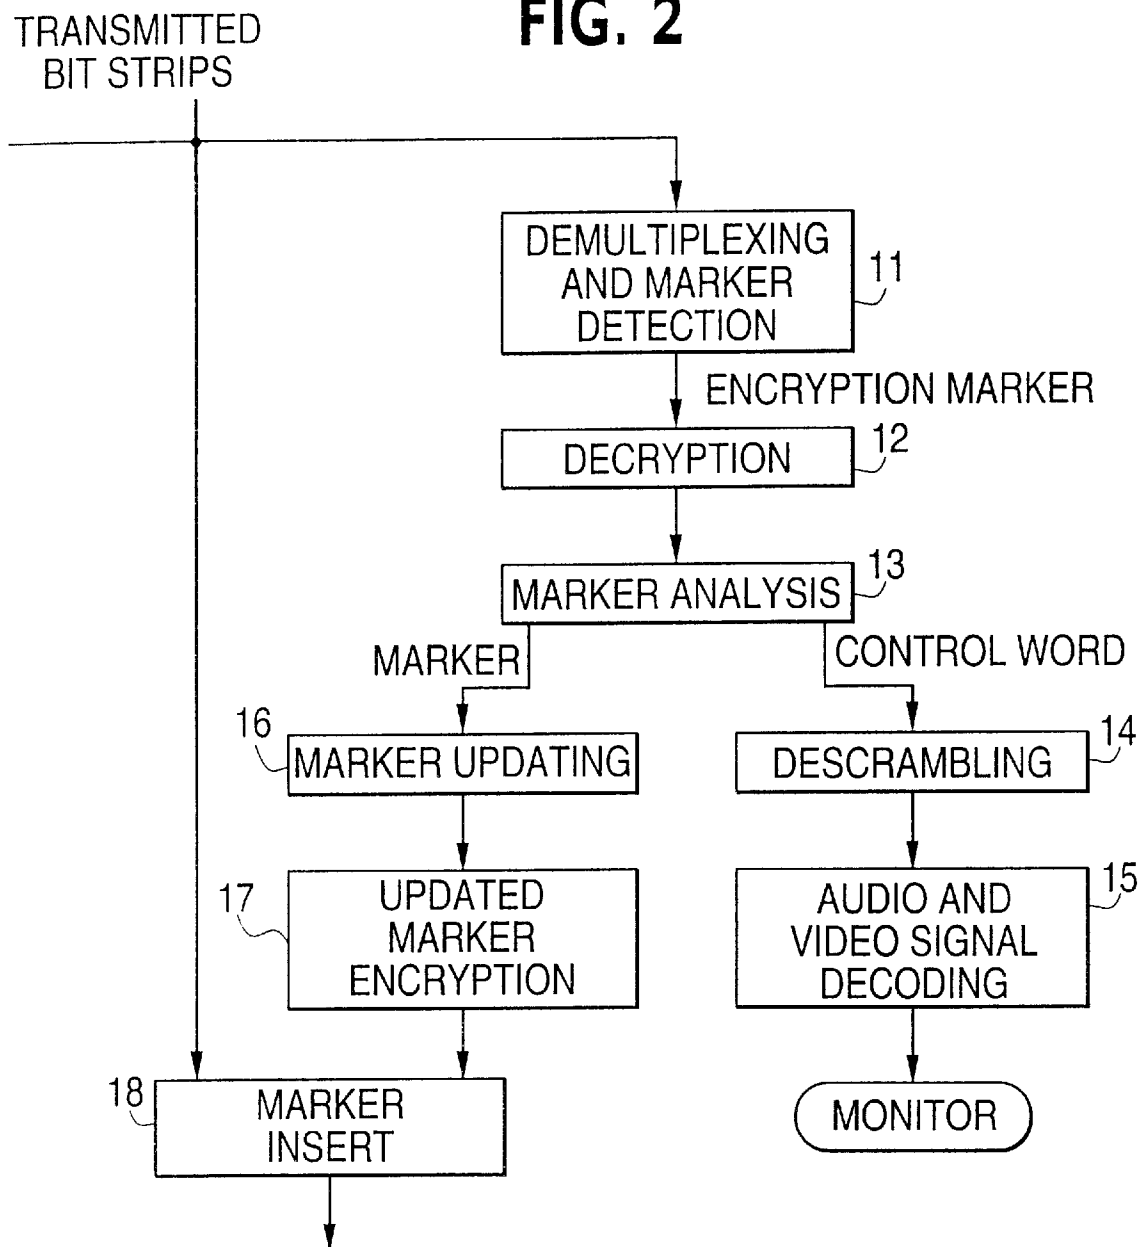 FIG. 2
TRANSMITTED
BIT STRIPS
DEMULTIPLEXING
AND MARKER
DETECTION
11
ENCRYPTION MARKER
DECRYPTION
12
MARKER ANALYSIS
13
MARKER
CONTROL WORD
16
MARKER UPDATING
DESCRAMBLING
14
17
UPDATED
MARKER
ENCRYPTION
AUDIO AND
VIDEO SIGNAL
DECODING
15
18
MARKER
INSERT
MONITOR